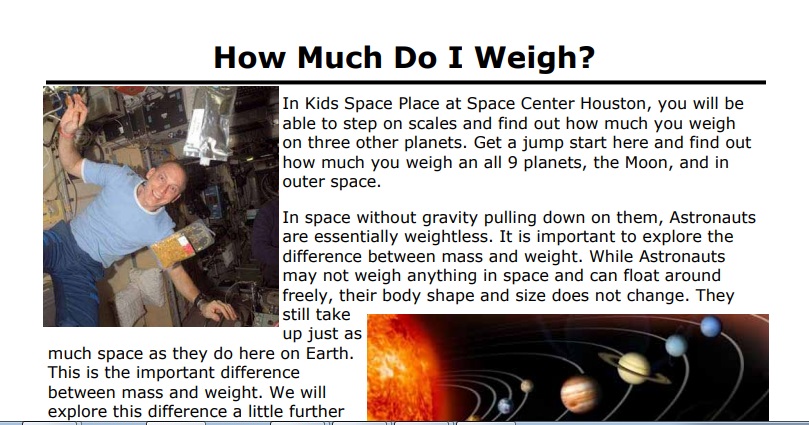 How Much Do I Weigh?
In Kids Space Place at Space Center Houston, you will be
able to step on scales and find out how much you weigh
on three other planets. Get a jump start here and find out
how much you weigh an all 9 planets, the Moon, and in
outer space.
In space without gravity pulling down on them, Astronauts
are essentially weightless. It is important to explore the
difference between mass and weight. While Astronauts
may not weigh anything in space and can float around
freely, their body shape and size does not change. They
still take
up just as
much space as they do here on Earth.
This is the important difference
between mass and weight. We will
explore this difference a little further